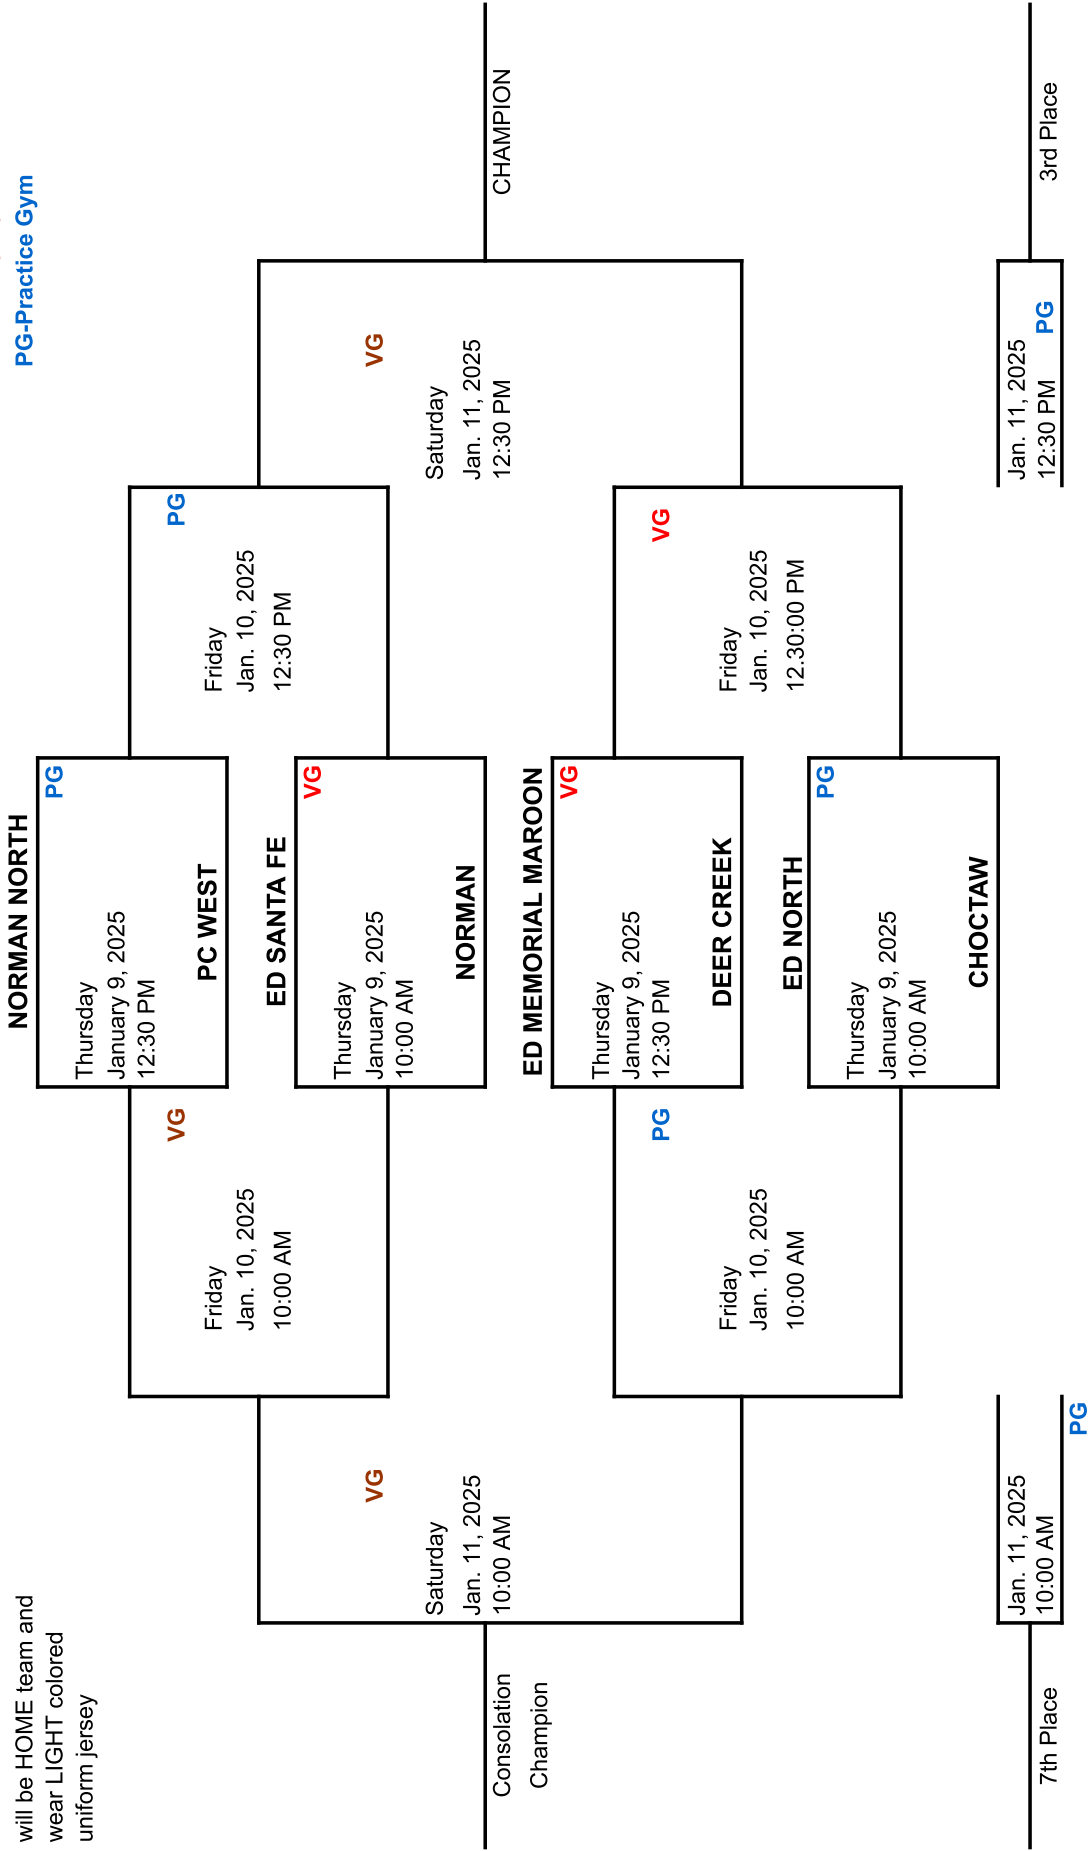 will be HOME team and
wear LIGHT colored
uniform jersey
PG-Practice Gym
NORMAN NORTH
PG
Thursday
January 9, 2025
12:30 PM
PC WEST
VG
Friday
Jan. 10, 2025
10:00 AM
PG
Friday
Jan. 10, 2025
12:30 PM
ED SANTA FE
VG
Thursday
January 9, 2025
10:00 AM
NORMAN
VG
Saturday
Jan. 11, 2025
10:00 AM
Consolation
Champion
VG
Saturday
Jan. 11, 2025
12:30 PM
CHAMPION
ED MEMORIAL MAROON
VG
Thursday
January 9, 2025
12:30 PM
DEER CREEK
PG
Friday
Jan. 10, 2025
10:00 AM
VG
Friday
Jan. 10, 2025
12.30:00 PM
ED NORTH
PG
Thursday
January 9, 2025
10:00 AM
CHOCTAW
Jan. 11, 2025
10:00 AM
PG
7th Place
Jan. 11, 2025
12:30 PM
PG
3rd Place